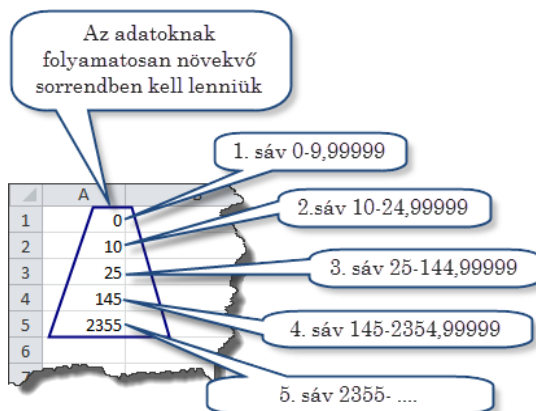 Az adatoknak
folyamatosan növekvő
sorrendben kell lenniük
1. sáv 0-9,99999
2.sáv 10-24,99999
3. sáv 25-144,99999
4. sáv 145-2354,99999
5. sáv 2355- ....
A
1 0
2 10
3 25
4 145
5 2355
6